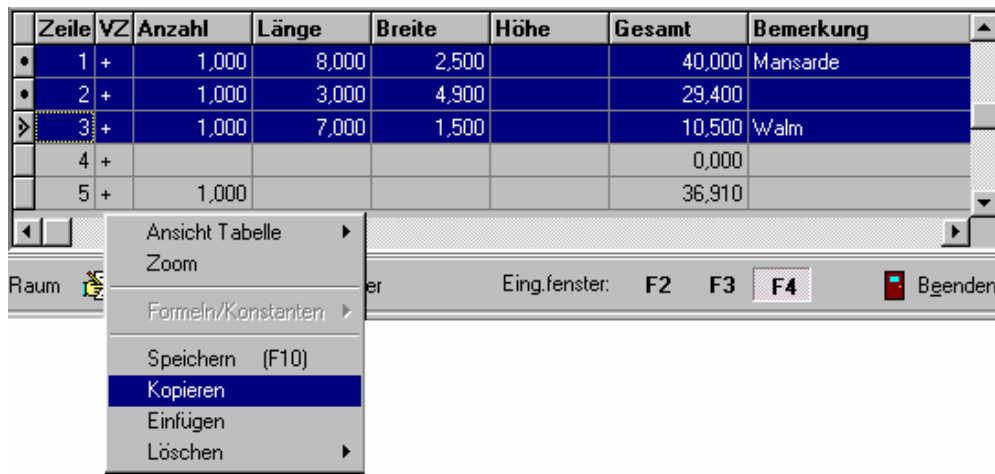 Zeile VZ Anzahl Länge Breite Höhe Gesamt Bemerkung
1 + 1,000 8,000 2,500 40,000 Mansarde
2 + 1,000 3,000 4,900 29,400
3 + 1,000 7,000 1,500 10,500 Walm
4 + 0,000
5 + 1,000 36,910
Ansicht Tabelle
Zoom
Raum er Eing.fenster: F2 F3 F4 Beenden
Formeln/Konstanten
Speichern (F10)
Kopieren
Einfügen
Löschen